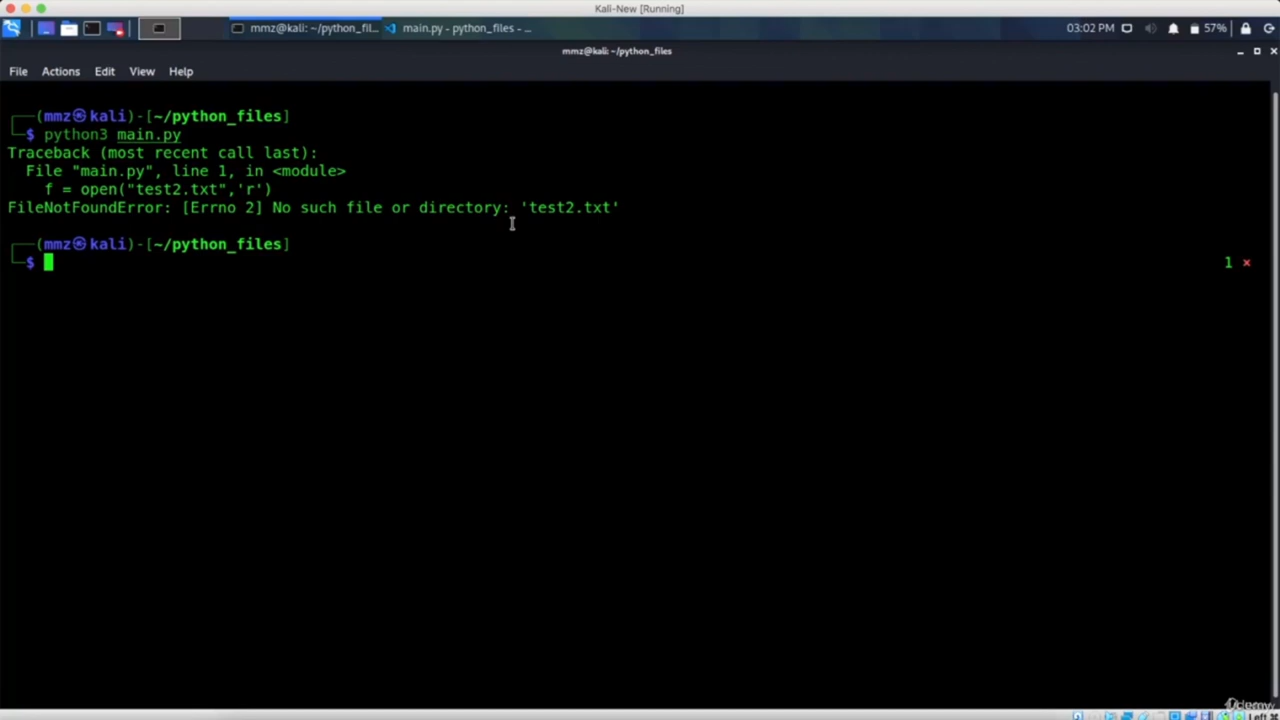 Kali-New [Running]
mmz@kali: ~/python_fil... main.py - python_files - ... 03:02 PM 57%
mmz@kali: ~/python_files
File Actions Edit View Help
(mmz㉿kali)-[~/python_files]
$ python3 main.py
Traceback (most recent call last):
File "main.py", line 1, in <module>
f = open("test2.txt",'r')
FileNotFoundError: [Errno 2] No such file or directory: 'test2.txt'
(mmz㉿kali)-[~/python_files]
$ 1 ×
Udemy
Left ⌘